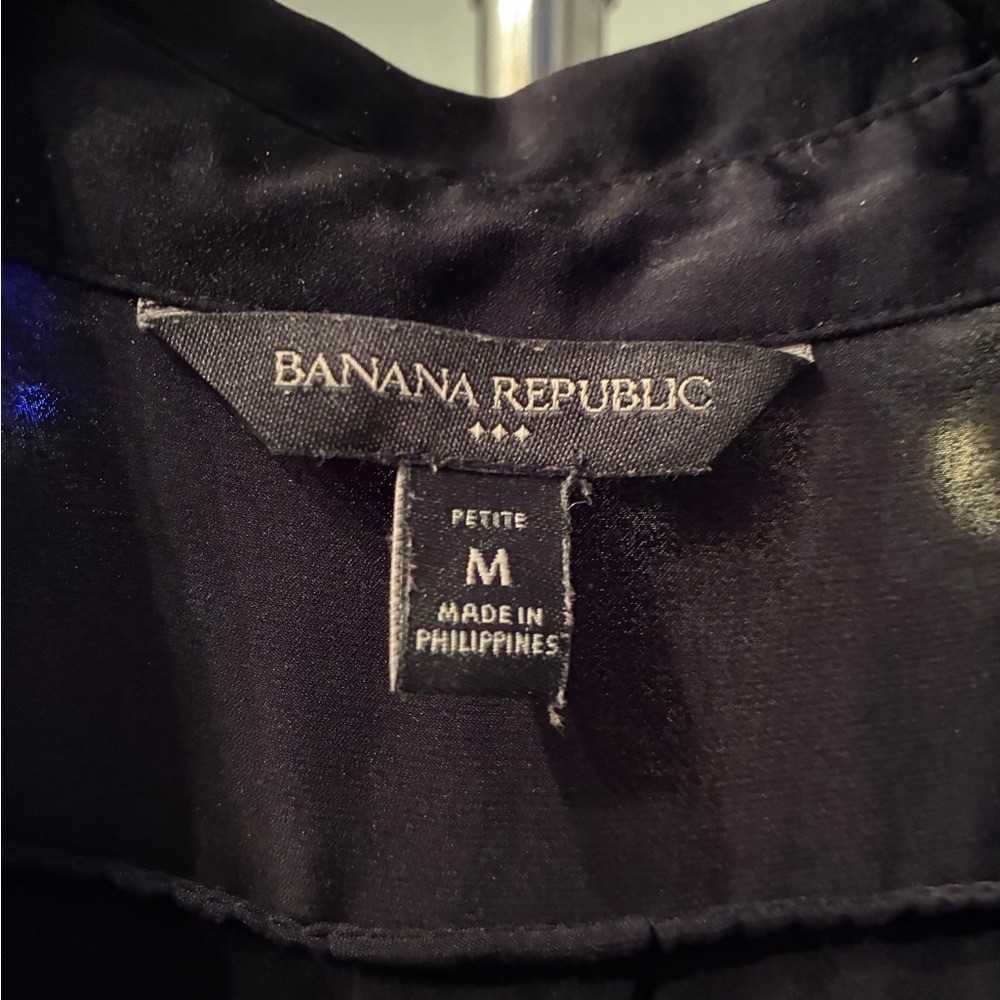 BANANA REPUBLIC
PETITE
M
MADE IN
PHILIPPINES